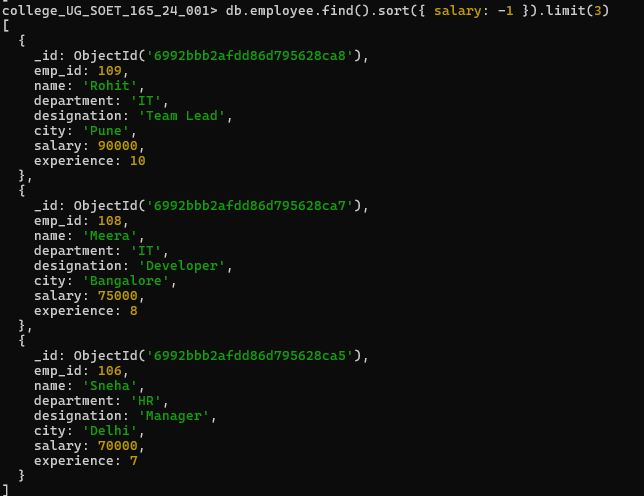 college_UG_SOET_165_24_001> db.employee.find().sort({ salary: -1 }).limit(3)
[
  {
    _id: ObjectId('6992bbb2afdd86d795628ca8'),
    emp_id: 109,
    name: 'Rohit',
    department: 'IT',
    designation: 'Team Lead',
    city: 'Pune',
    salary: 90000,
    experience: 10
  },
  {
    _id: ObjectId('6992bbb2afdd86d795628ca7'),
    emp_id: 108,
    name: 'Meera',
    department: 'IT',
    designation: 'Developer',
    city: 'Bangalore',
    salary: 75000,
    experience: 8
  },
  {
    _id: ObjectId('6992bbb2afdd86d795628ca5'),
    emp_id: 106,
    name: 'Sneha',
    department: 'HR',
    designation: 'Manager',
    city: 'Delhi',
    salary: 70000,
    experience: 7
  }
]